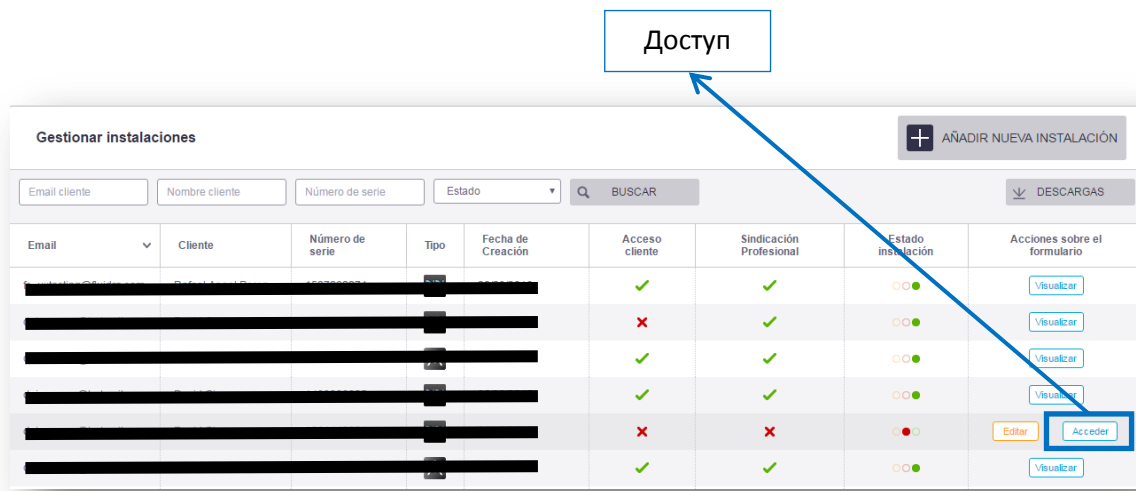 Доступ
Gestionar instalaciones
AÑADIR NUEVA INSTALACIÓN
Email cliente
Nombre cliente
Número de serie
Estado
BUSCAR
DESCARGAS
Email
Cliente
Número de
serie
Tipo
Fecha de
Creación
Acceso
cliente
Sindicación
Profesional
Estado
instalación
Acciones sobre el
formulario
Visualizar
Visualizar
Visualizar
Visualizar
Editar
Acceder
Visualizar